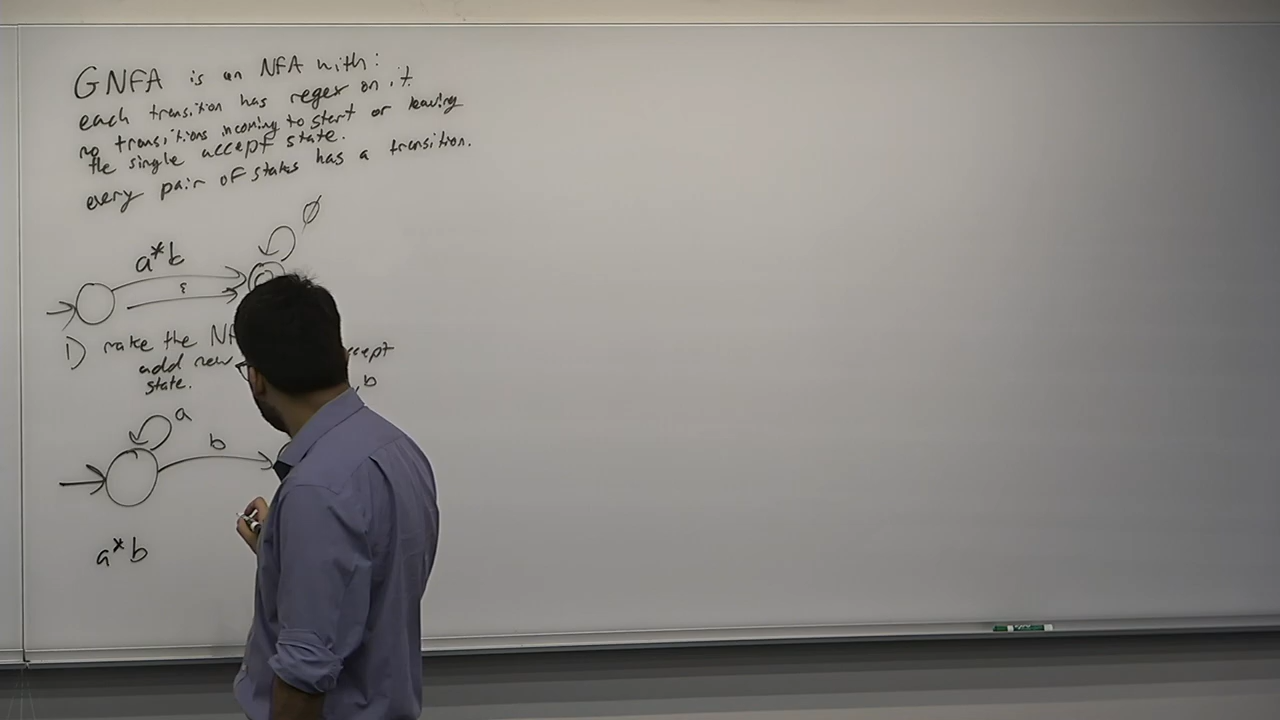 GNFA is an NFA with:
each transition has regex on it
no transitions incoming to start or leaving
the single accept state.
every pair of states has a transition.
∅
a*b
ε
1) make the
add new
state.
b
a
b
a*b